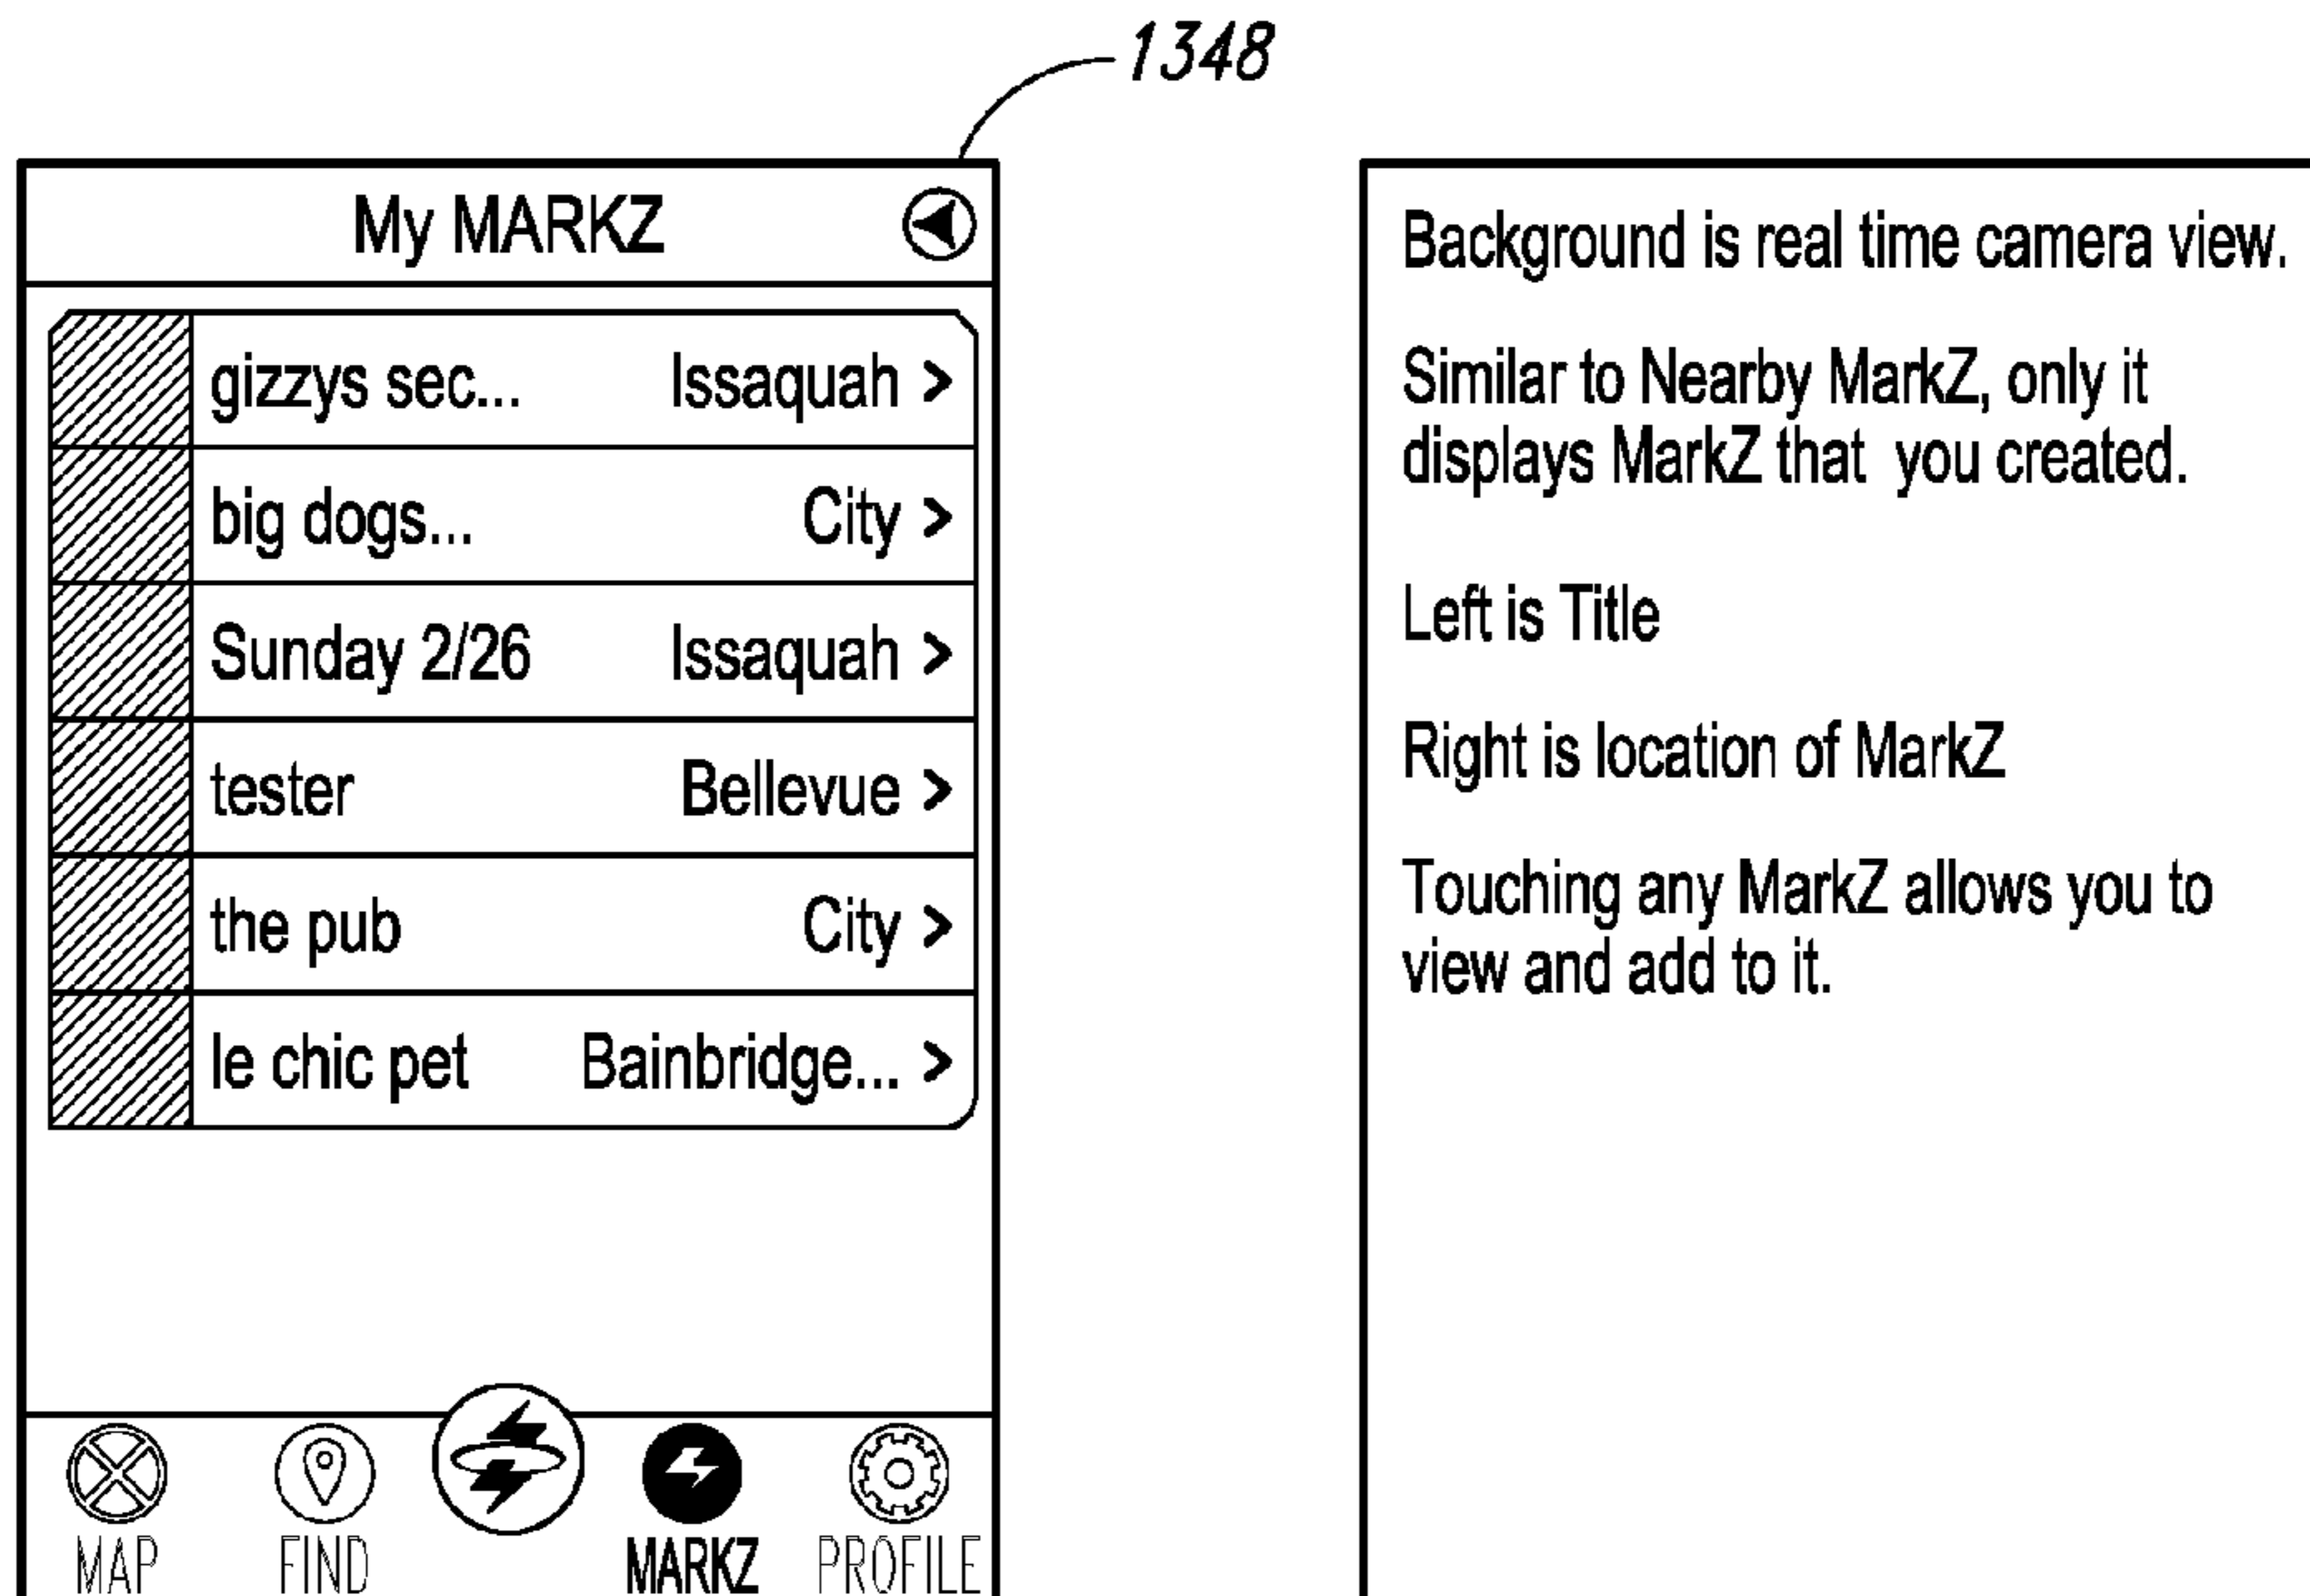 1348
My MARKZ
gizzys sec... Issaquah >
big dogs... City >
Sunday 2/26 Issaquah >
tester Bellevue >
the pub City >
le chic pet Bainbridge... >
MAP FIND MARKZ PROFILE
Background is real time camera view.
Similar to Nearby MarkZ, only it
displays MarkZ that you created.
Left is Title
Right is location of MarkZ
Touching any MarkZ allows you to
view and add to it.